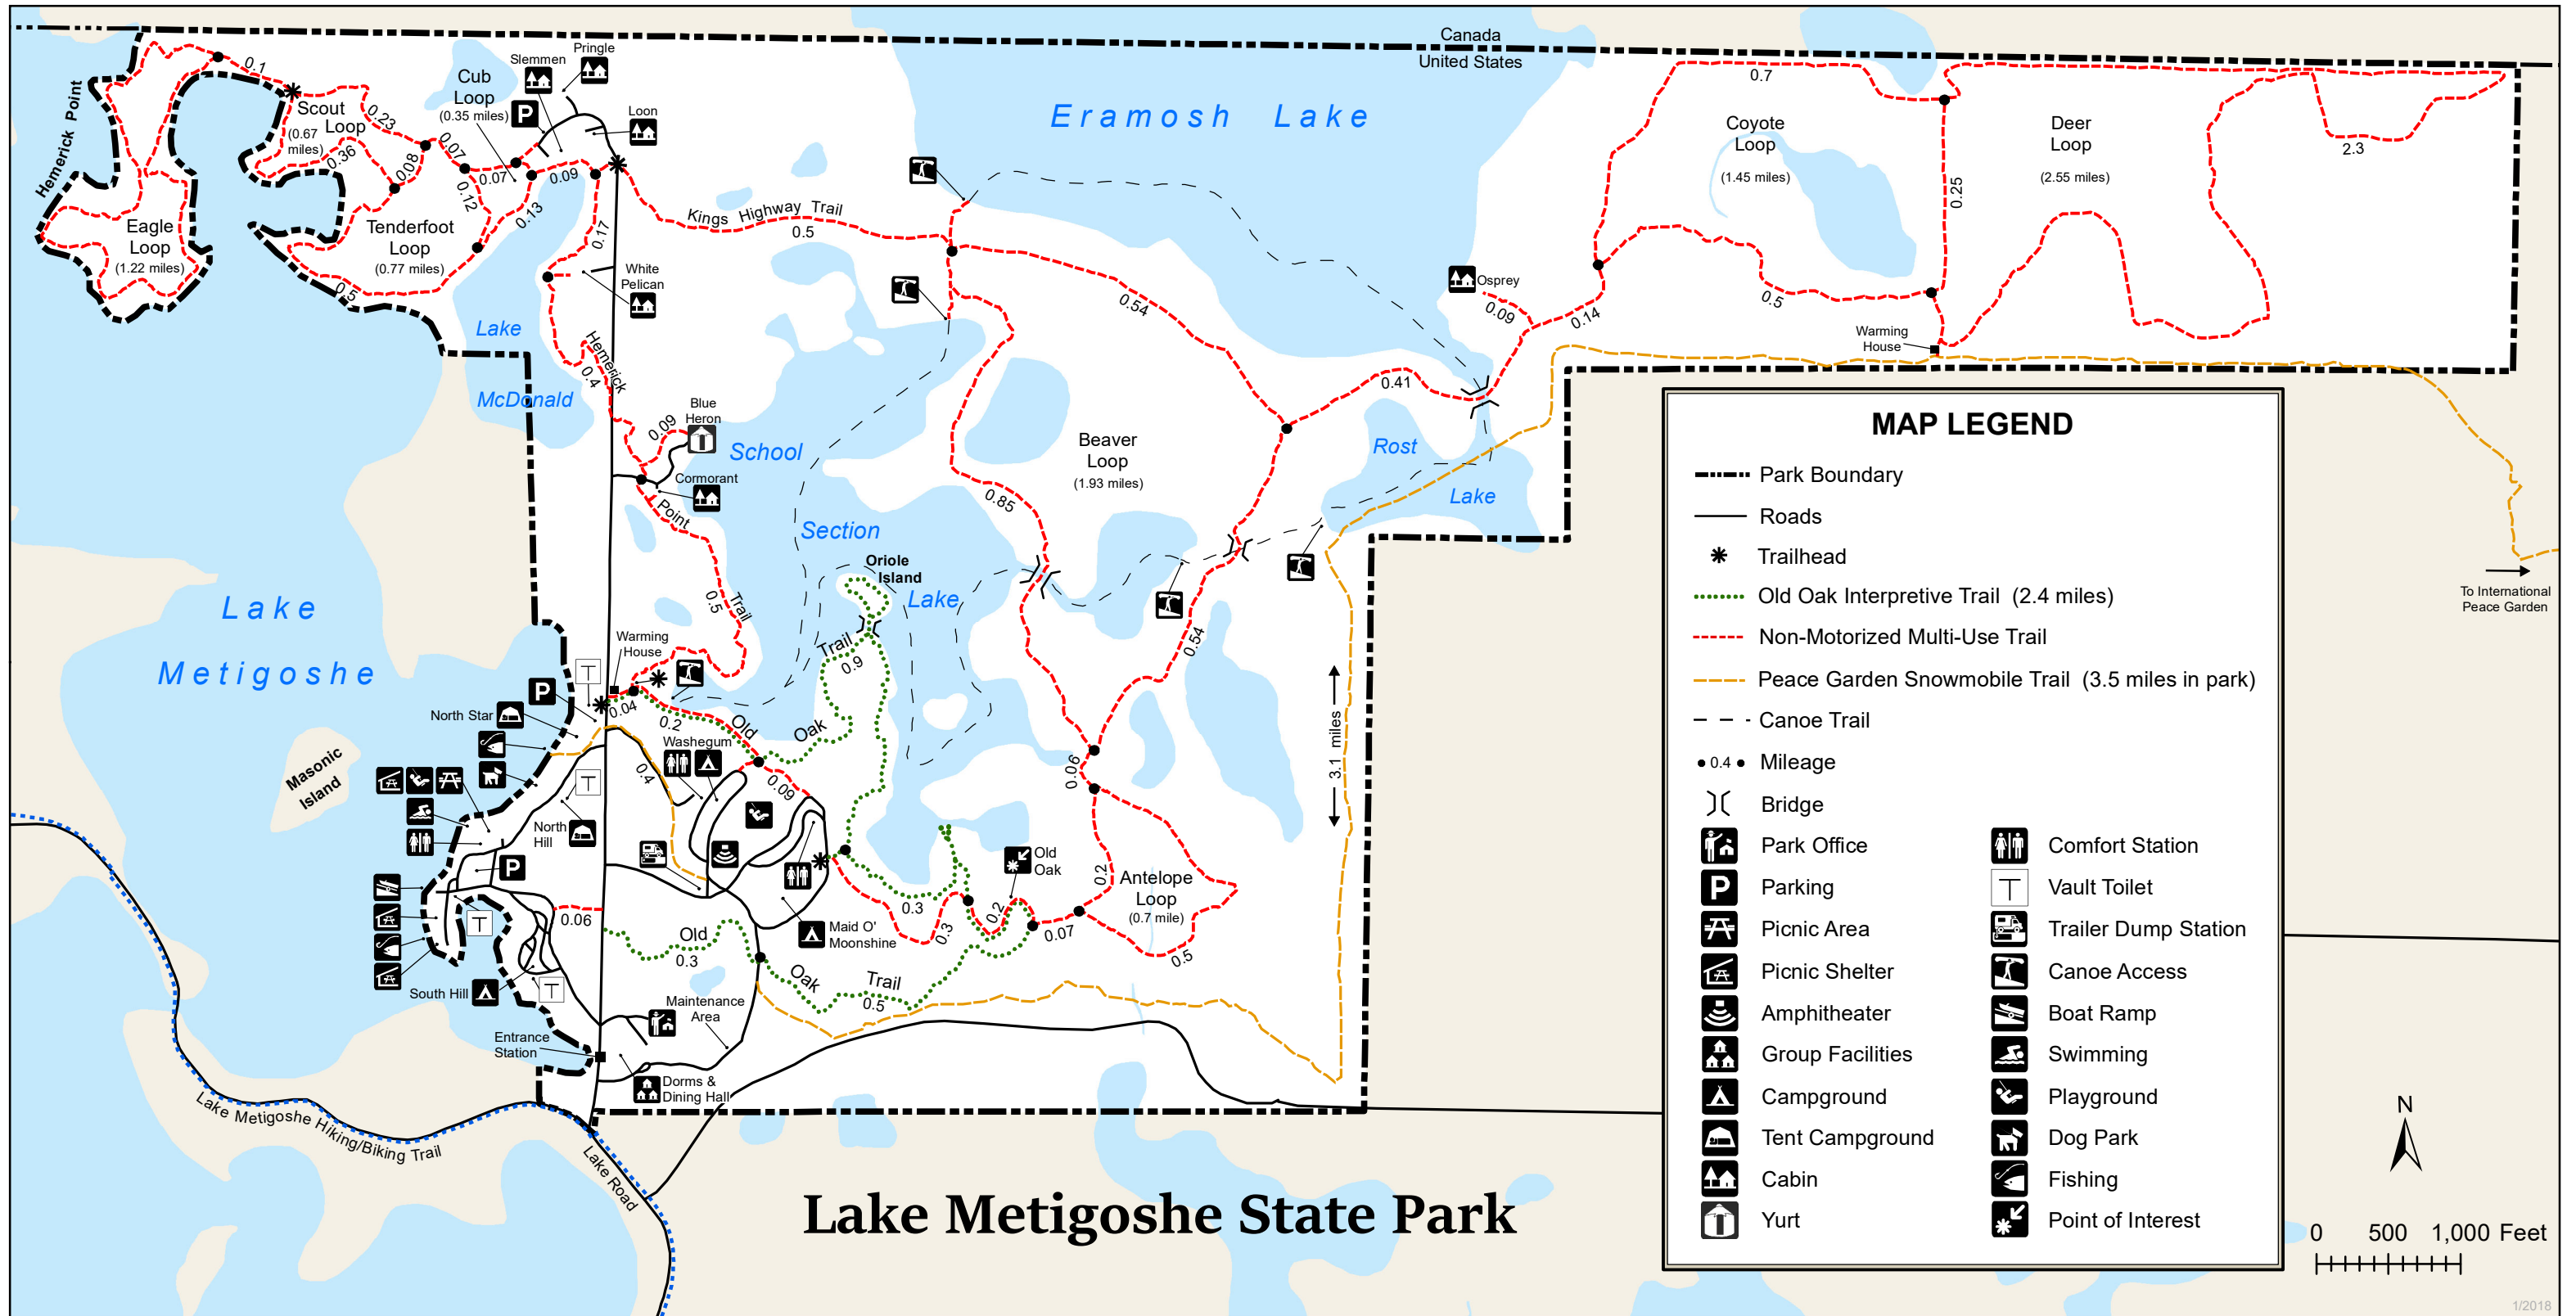 Canada
United States
Hemerick Point
0.1
Scout
Loop
(0.67
miles)
0.23
0.36
0.08
0.07
Cub
Loop
(0.35 miles)
Slemmen
Pringle
P
Loon
0.07
0.09
0.12
0.13
0.17
Eagle
Loop
(1.22 miles)
Tenderfoot
Loop
(0.77 miles)
0.5
Kings Highway Trail
0.5
Eramosh Lake
White
Pelican
Lake
McDonald
Hemerick
0.4
Blue
Heron
0.09
Cormorant
Point
Trail
0.5
School
Section
Lake
Oriole
Island
0.54
Beaver
Loop
(1.93 miles)
0.85
0.41
0.54
Rost
Lake
Osprey
0.09
0.14
Coyote
Loop
(1.45 miles)
0.7
0.5
0.25
Deer
Loop
(2.55 miles)
2.3
Warming
House
To International
Peace Garden
Lake
Metigoshe
Masonic
Island
Warming
House
P
North Star
0.04
0.2
Old
Oak
Trail
0.9
Washegum
0.4
0.09
North
Hill
P
0.06
Old
0.3
Oak
Trail
0.5
Maid O'
Moonshine
0.3
0.3
0.2
Old
Oak
0.07
0.06
0.2
Antelope
Loop
(0.7 mile)
0.5
3.1 miles
South Hill
Maintenance
Area
Entrance
Station
Dorms &
Dining Hall
Lake Metigoshe Hiking/Biking Trail
Lake Road
Lake Metigoshe State Park
MAP LEGEND
Park Boundary
Roads
Trailhead
Old Oak Interpretive Trail (2.4 miles)
Non-Motorized Multi-Use Trail
Peace Garden Snowmobile Trail (3.5 miles in park)
Canoe Trail
0.4 Mileage
Bridge
Park Office
P Parking
Picnic Area
Picnic Shelter
Amphitheater
Group Facilities
Campground
Tent Campground
Cabin
Yurt
Comfort Station
Vault Toilet
Trailer Dump Station
Canoe Access
Boat Ramp
Swimming
Playground
Dog Park
Fishing
Point of Interest
N
0 500 1,000 Feet
1/2018